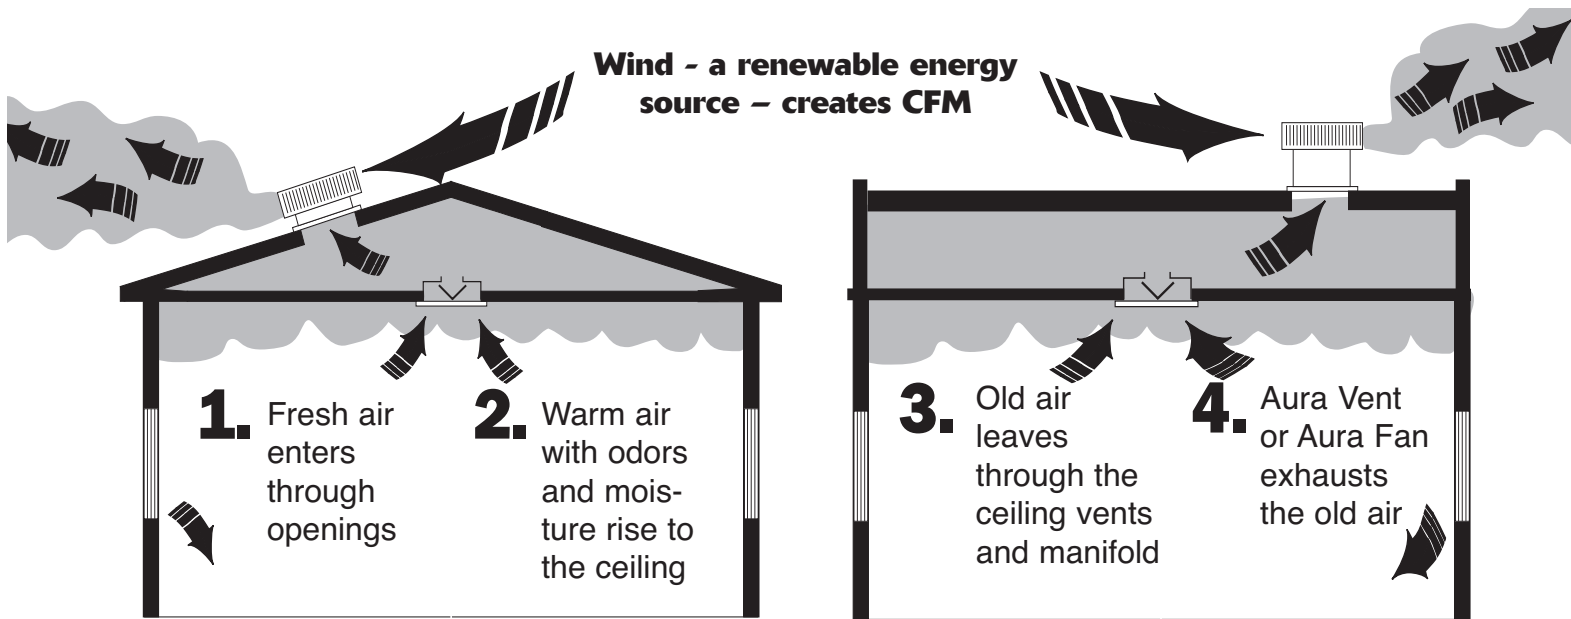 Wind - a renewable energy
source – creates CFM
1. Fresh air
enters
through
openings
2. Warm air
with odors
and mois-
ture rise to
the ceiling
3. Old air
leaves
through the
ceiling vents
and manifold
4. Aura Vent
or Aura Fan
exhausts
the old air